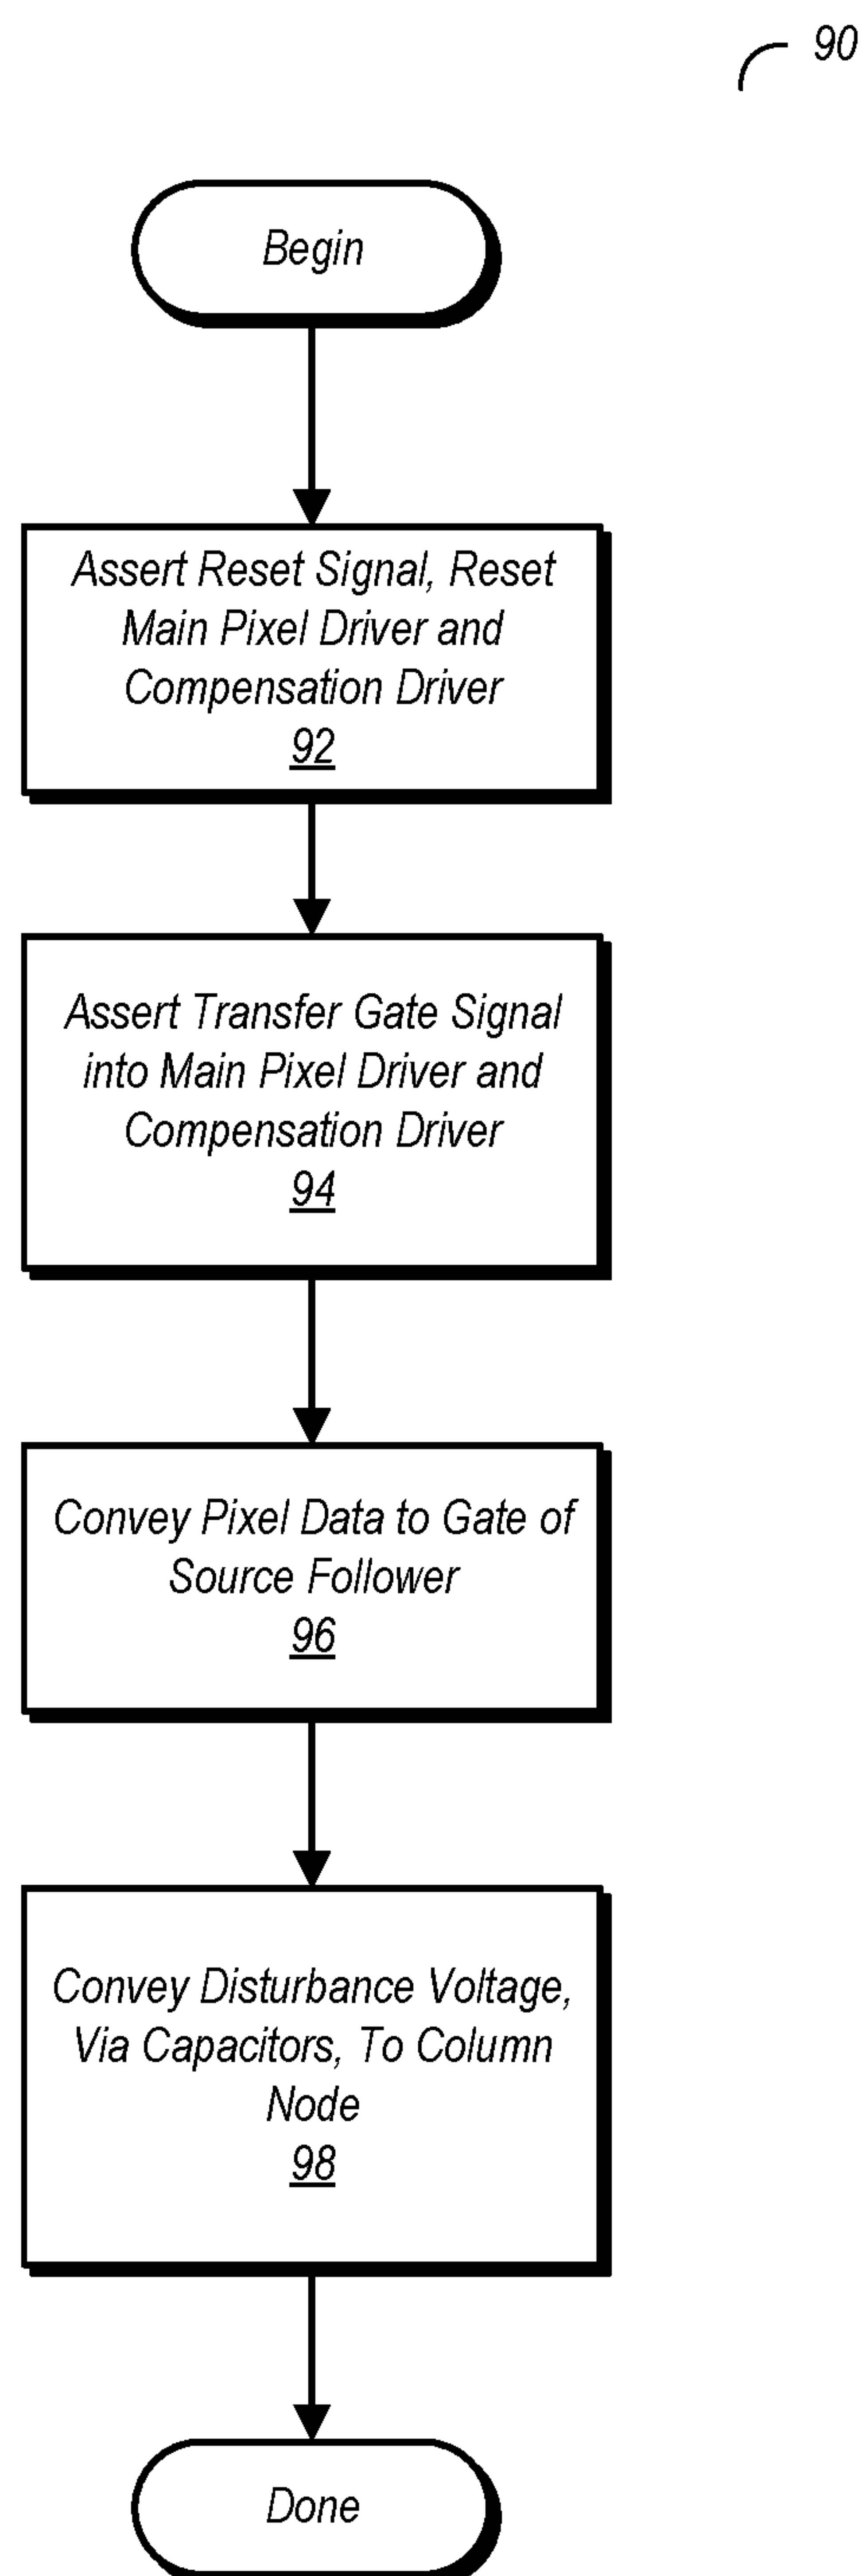 90
Begin
Assert Reset Signal, Reset
Main Pixel Driver and
Compensation Driver
92
Assert Transfer Gate Signal
into Main Pixel Driver and
Compensation Driver
94
Convey Pixel Data to Gate of
Source Follower
96
Convey Disturbance Voltage,
Via Capacitors, To Column
Node
98
Done